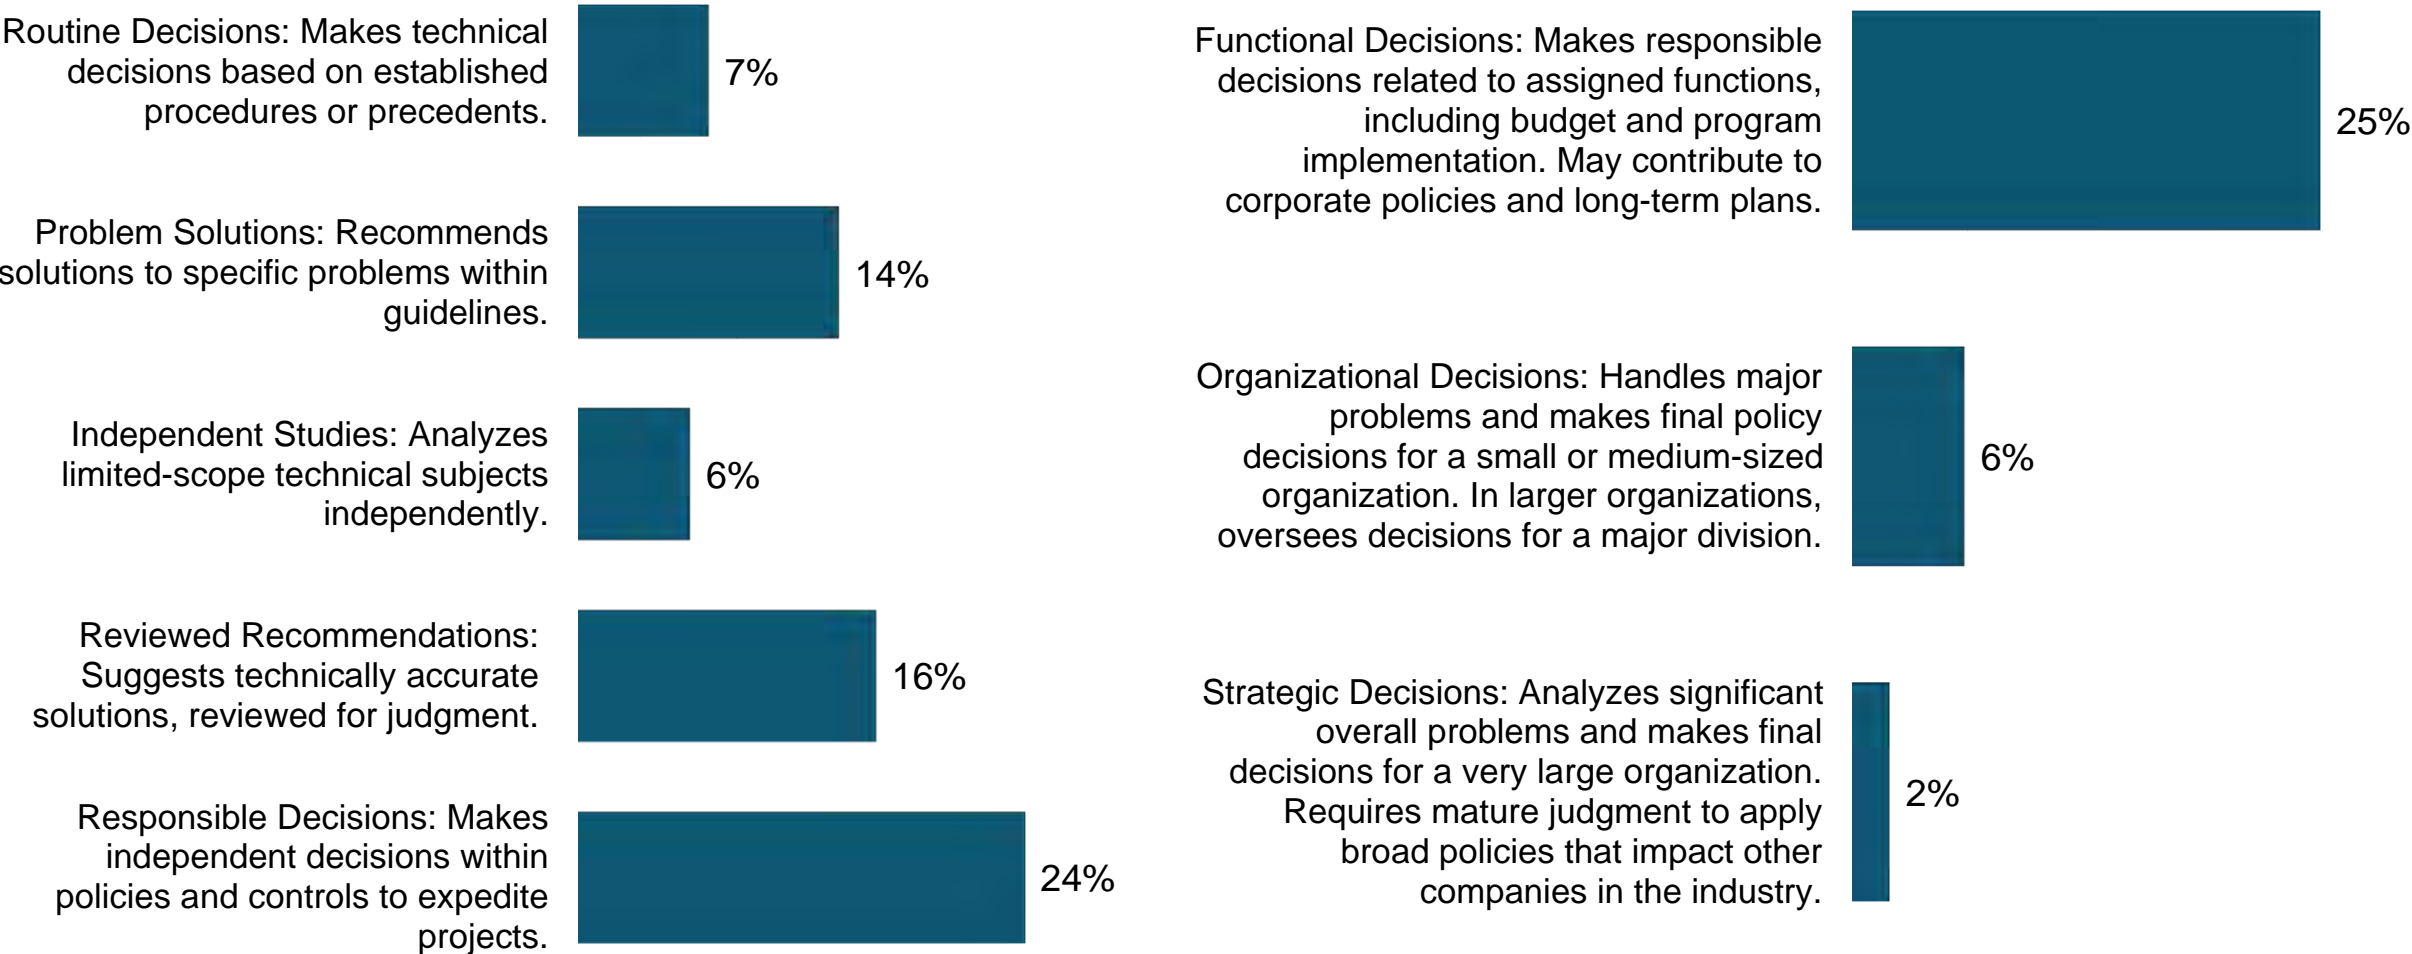 Routine Decisions: Makes technical
decisions based on established
procedures or precedents.
7%
Problem Solutions: Recommends
solutions to specific problems within
guidelines.
14%
Independent Studies: Analyzes
limited-scope technical subjects
independently.
6%
Reviewed Recommendations:
Suggests technically accurate
solutions, reviewed for judgment.
16%
Responsible Decisions: Makes
independent decisions within
policies and controls to expedite
projects.
24%
Functional Decisions: Makes responsible
decisions related to assigned functions,
including budget and program
implementation. May contribute to
corporate policies and long-term plans.
25%
Organizational Decisions: Handles major
problems and makes final policy
decisions for a small or medium-sized
organization. In larger organizations,
oversees decisions for a major division.
6%
Strategic Decisions: Analyzes significant
overall problems and makes final
decisions for a very large organization.
Requires mature judgment to apply
broad policies that impact other
companies in the industry.
2%